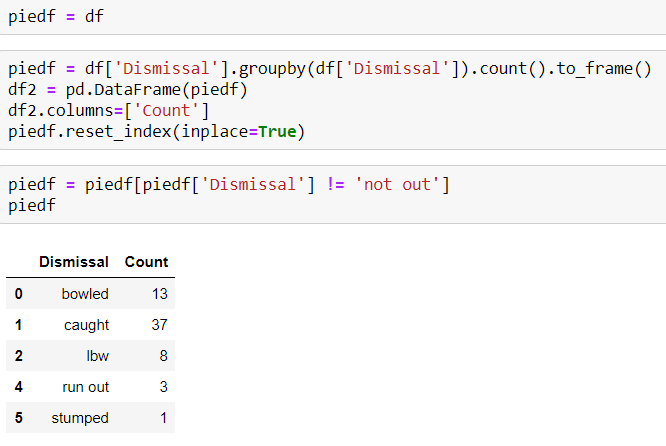 piedf = df
piedf = df['Dismissal'].groupby(df['Dismissal']).count().to_frame()
df2 = pd.DataFrame(piedf)
df2.columns=['Count']
piedf.reset_index(inplace=True)
piedf = piedf[piedf['Dismissal'] != 'not out']
piedf
Dismissal Count
0 bowled 13
1 caught 37
2 lbw 8
4 run out 3
5 stumped 1